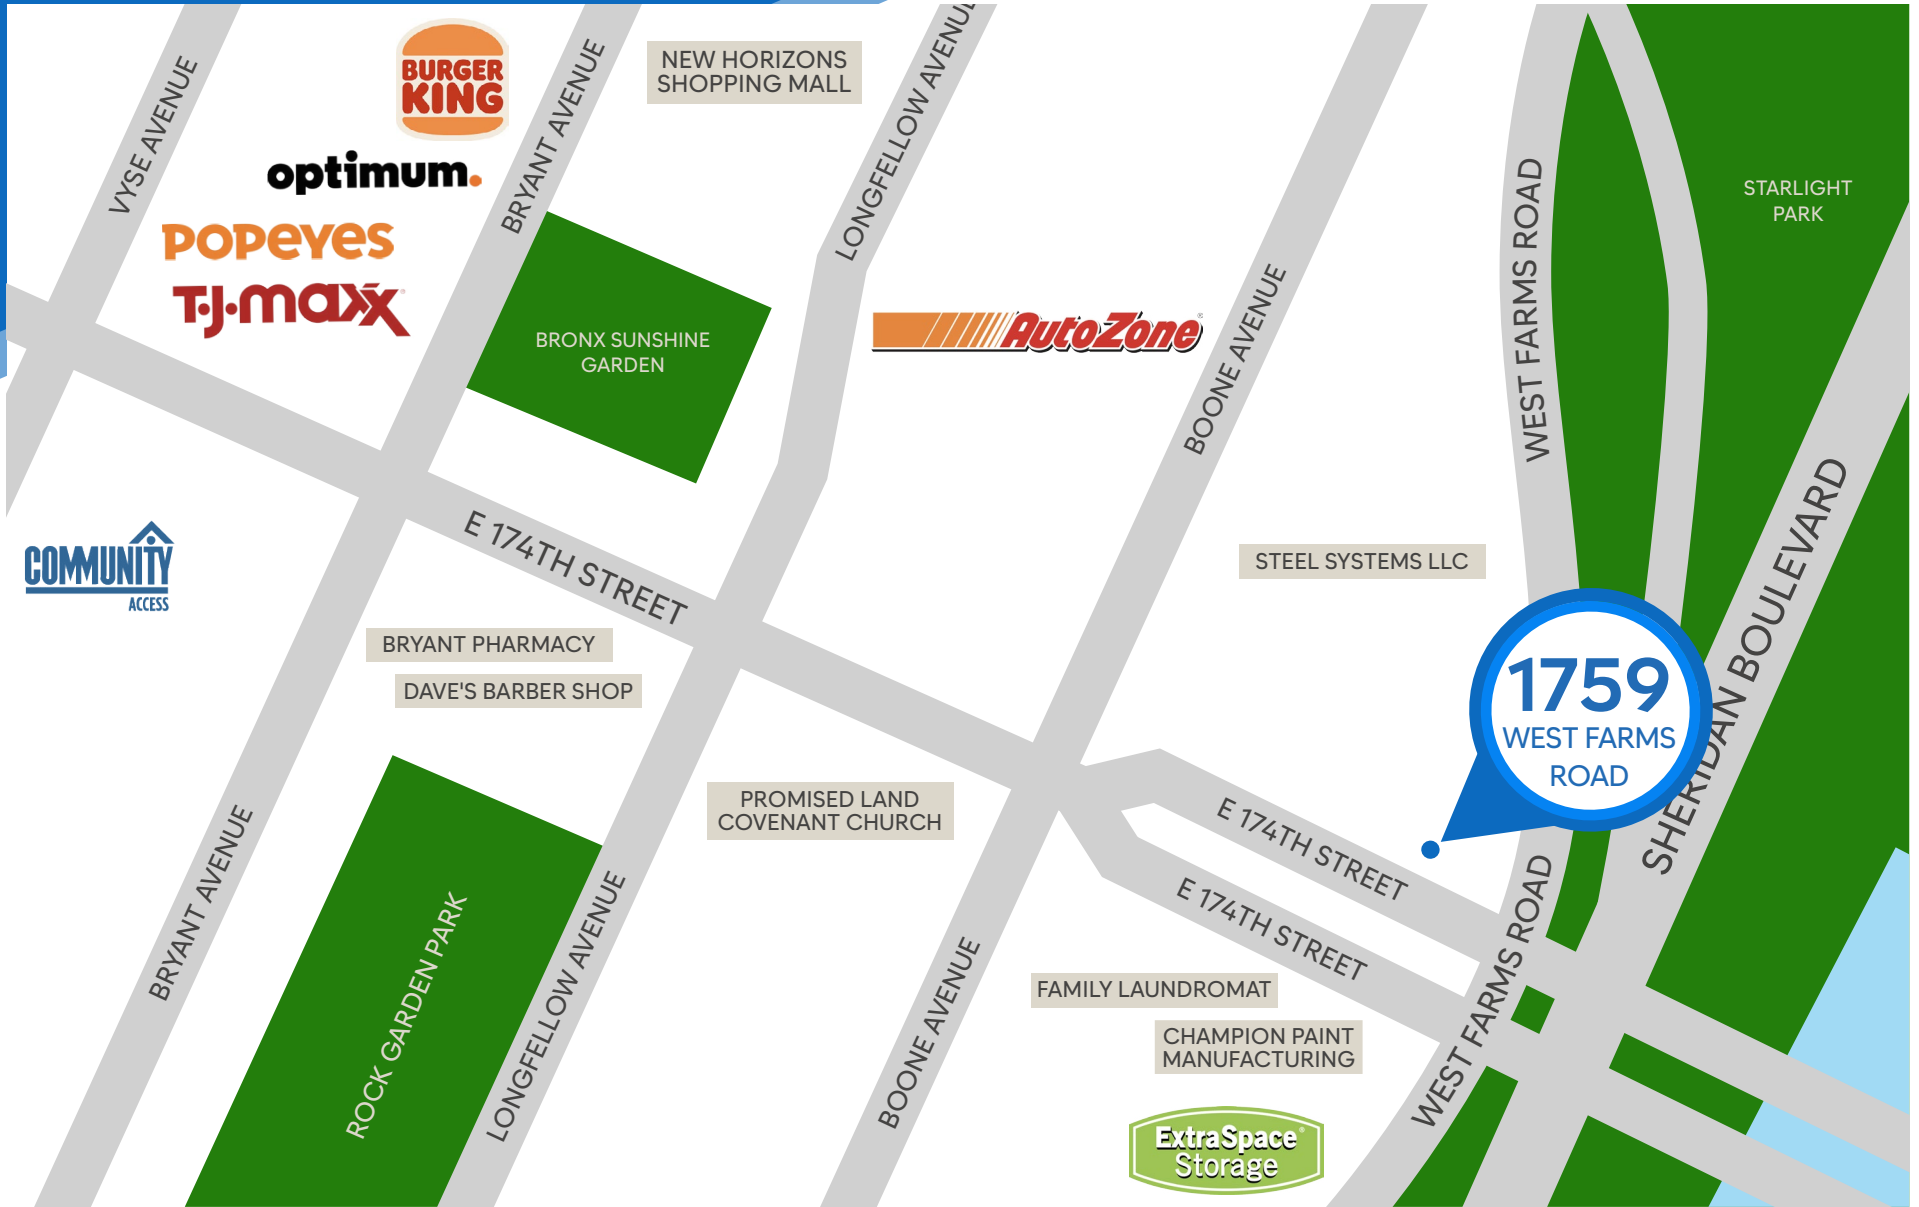 VYSE AVENUE
BURGER
KING
BRYANT AVENUE
NEW HORIZONS
SHOPPING MALL
LONGFELLOW AVENUE
optimum.
POPEYES
T·J·maxx
BRONX SUNSHINE
GARDEN
AutoZone
BOONE AVENUE
WEST FARMS ROAD
STARLIGHT
PARK
COMMUNITY
ACCESS
E 174TH STREET
STEEL SYSTEMS LLC
BRYANT PHARMACY
DAVE'S BARBER SHOP
1759
WEST FARMS
ROAD
SHERIDAN BOULEVARD
PROMISED LAND
COVENANT CHURCH
E 174TH STREET
E 174TH STREET
BRYANT AVENUE
ROCK GARDEN PARK
LONGFELLOW AVENUE
BOONE AVENUE
WEST FARMS ROAD
FAMILY LAUNDROMAT
CHAMPION PAINT
MANUFACTURING
ExtraSpace
Storage